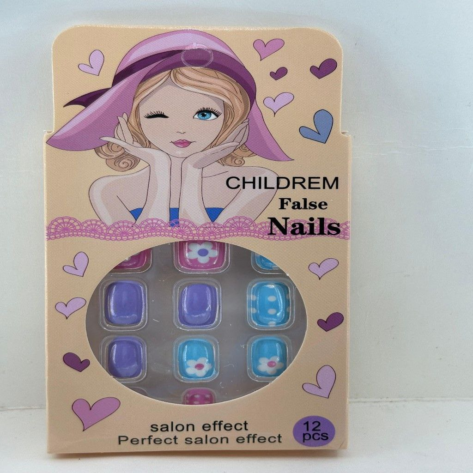 CHILDREM
False
Nails
salon effect
Perfect salon effect
12
pcs